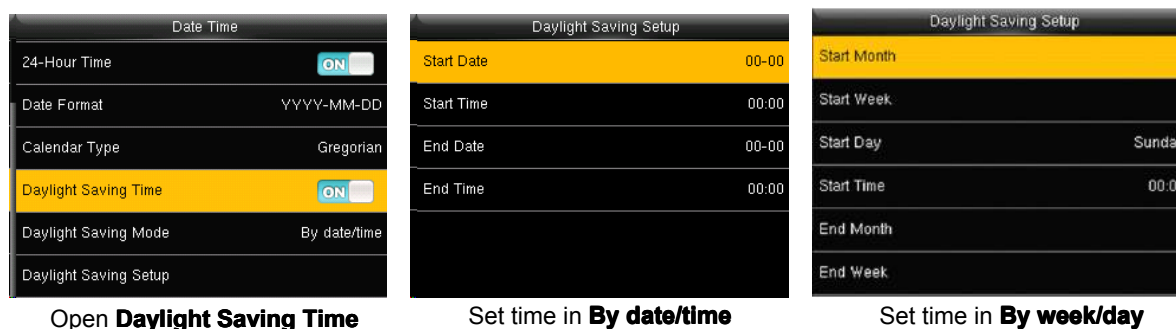 Date Time
24-Hour Time ON
Date Format YYYY-MM-DD
Calendar Type Gregorian
Daylight Saving Time ON
Daylight Saving Mode By date/time
Daylight Saving Setup
Open Daylight Saving Time
Daylight Saving Setup
Start Date 00-00
Start Time 00:00
End Date 00-00
End Time 00:00
Set time in By date/time
Daylight Saving Setup
Start Month
Start Week
Start Day Sunda
Start Time 00:0
End Month
End Week
Set time in By week/day